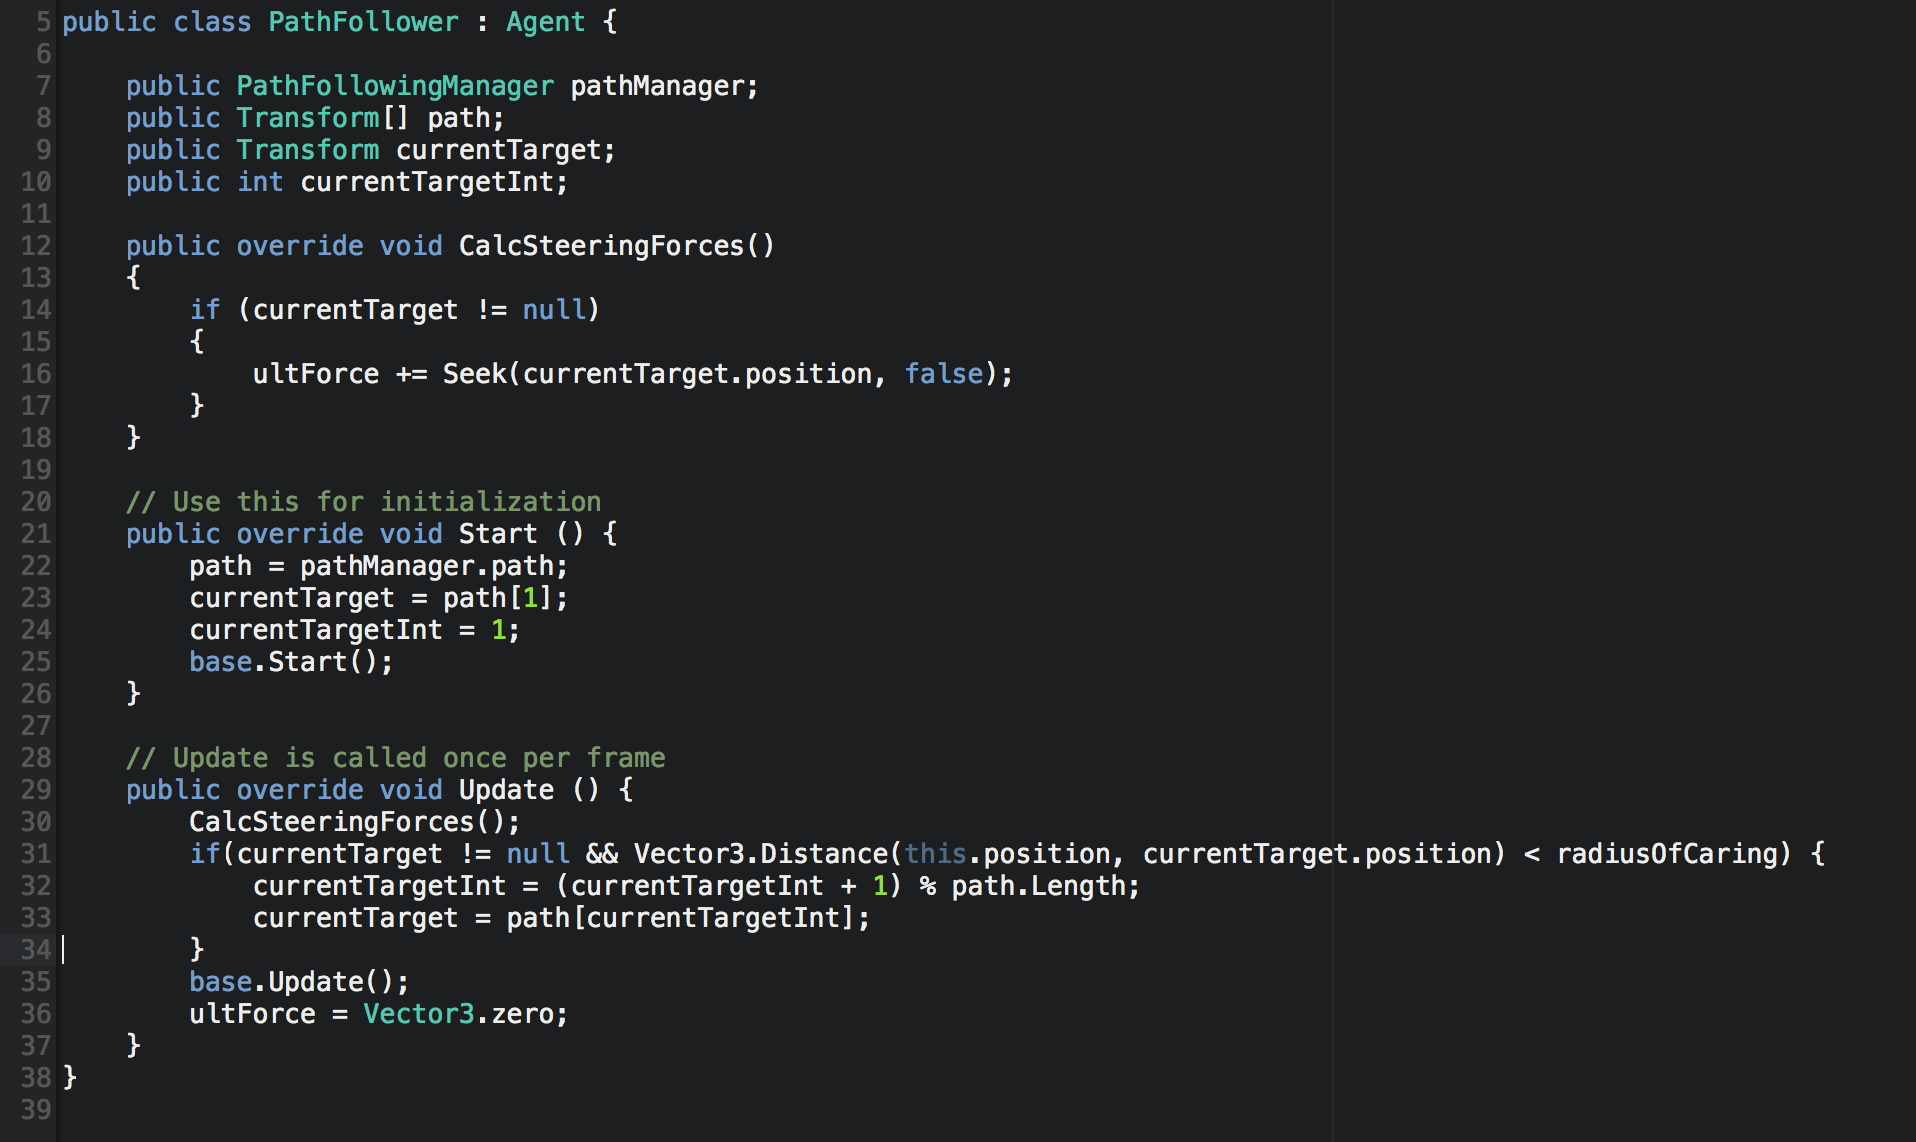 5 public class PathFollower : Agent {
6
7     public PathFollowingManager pathManager;
8     public Transform[] path;
9     public Transform currentTarget;
10     public int currentTargetInt;
11
12     public override void CalcSteeringForces()
13     {
14         if (currentTarget != null)
15         {
16             ultForce += Seek(currentTarget.position, false);
17         }
18     }
19
20     // Use this for initialization
21     public override void Start () {
22         path = pathManager.path;
23         currentTarget = path[1];
24         currentTargetInt = 1;
25         base.Start();
26     }
27
28     // Update is called once per frame
29     public override void Update () {
30         CalcSteeringForces();
31         if(currentTarget != null && Vector3.Distance(this.position, currentTarget.position) < radiusOfCaring) {
32             currentTargetInt = (currentTargetInt + 1) % path.Length;
33             currentTarget = path[currentTargetInt];
34         }
35         base.Update();
36         ultForce = Vector3.zero;
37     }
38 }
39